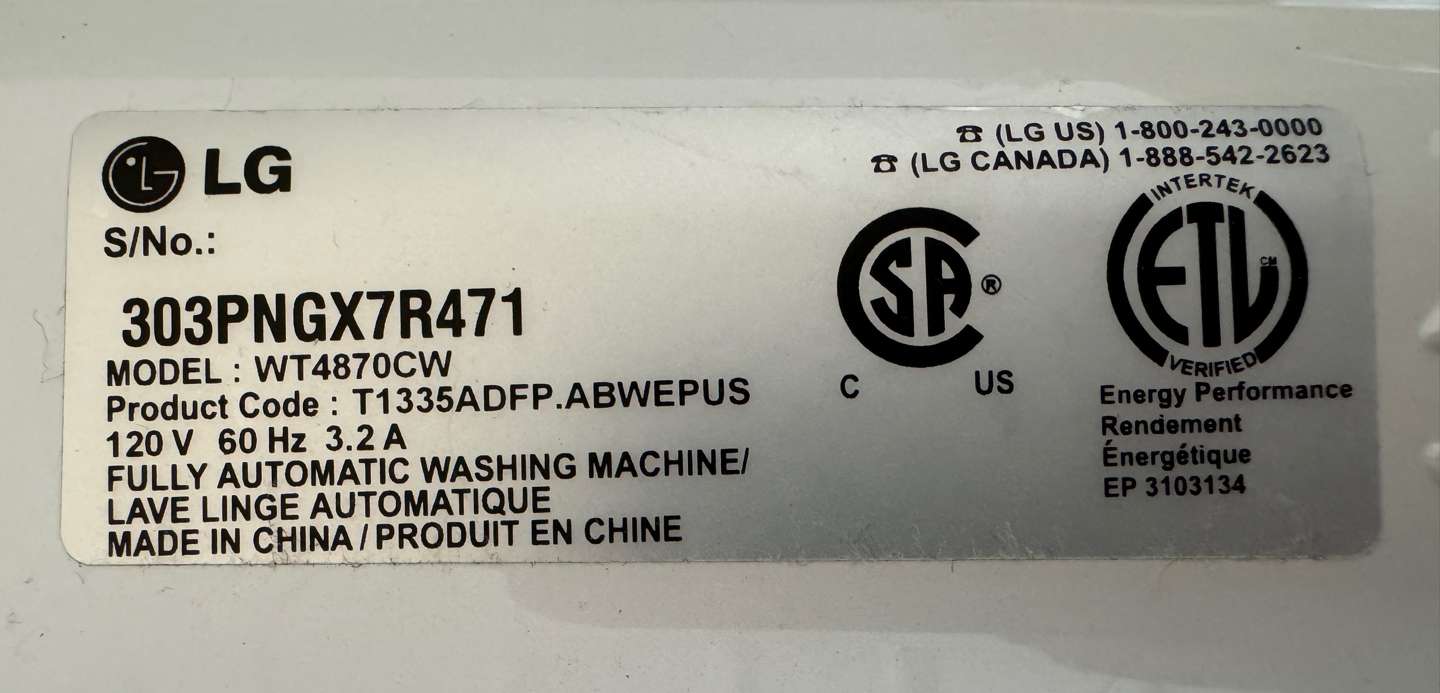 LG
S/No.:
303PNGX7R471
MODEL : WT4870CW
Product Code : T1335ADFP.ABWEPUS
120 V 60 Hz 3.2 A
FULLY AUTOMATIC WASHING MACHINE/
LAVE LINGE AUTOMATIQUE
MADE IN CHINA / PRODUIT EN CHINE
☎ (LG US) 1-800-243-0000
☎ (LG CANADA) 1-888-542-2623
SA ®
C US
INTERTEK
ETL CM
VERIFIED
Energy Performance
Rendement
Énergétique
EP 3103134